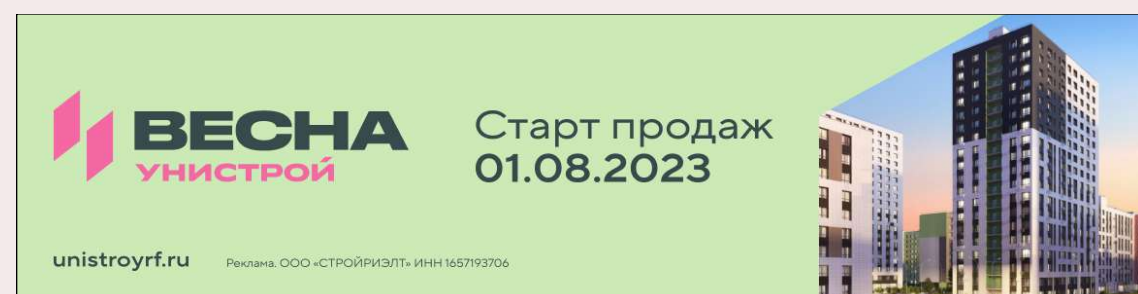 ВЕСНА
УНИСТРОЙ
Старт продаж
01.08.2023
unistroyrf.ru
Реклама. ООО «СТРОЙРИЭЛТ» ИНН 1657193706